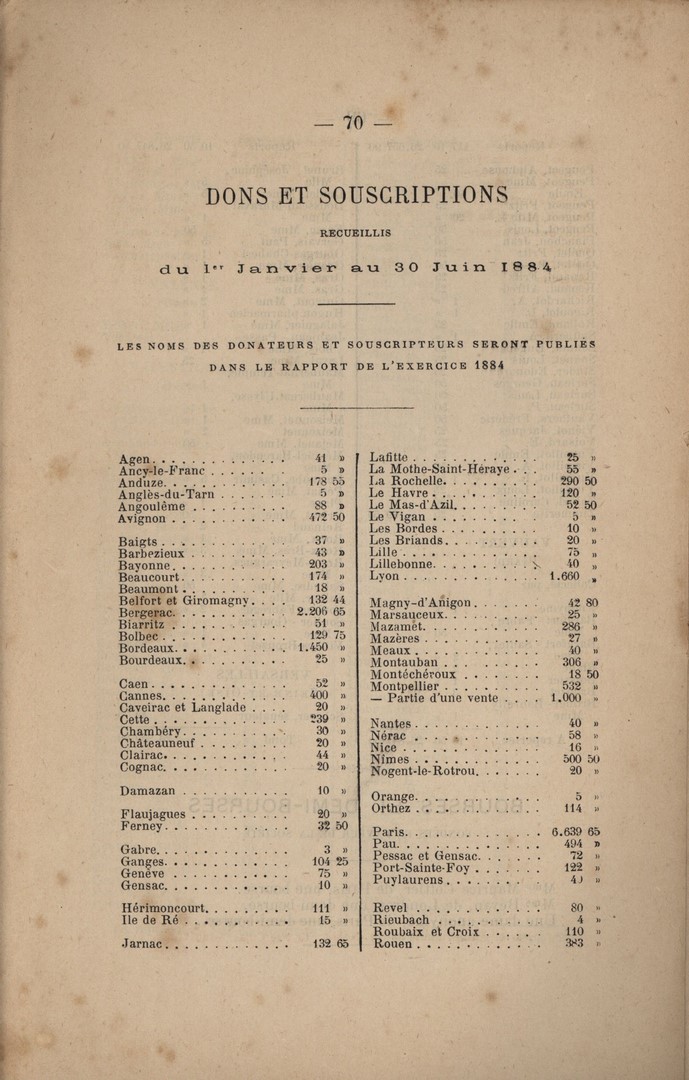 — 70 —
DONS ET SOUSCRIPTIONS
RECUEILLIS
du 1er Janvier au 30 Juin 1884
LES NOMS DES DONATEURS ET SOUSCRIPTEURS SERONT PUBLIÉS
DANS LE RAPPORT DE L'EXERCICE 1884
Agen . . . . . . . . . . . . . . 41 »
Ancy-le-Franc . . . . . . . 5 »
Anduze. . . . . . . . . . . . . 178 55
Anglès-du-Tarn . . . . . . . 5 »
Angoulême . . . . . . . . . . 88 »
Avignon . . . . . . . . . . . . 472 50
Baigts . . . . . . . . . . . . . 37 »
Barbezieux . . . . . . . . . . 43 »
Bayonne. . . . . . . . . . . . 203 »
Beaucourt. . . . . . . . . . . 174 »
Beaumont . . . . . . . . . . . 18 »
Belfort et Giromagny. . . . 132 44
Bergerac. . . . . . . . . . . . 2.206 65
Biarritz . . . . . . . . . . . . 51 »
Bolbec . . . . . . . . . . . . . 129 75
Bordeaux. . . . . . . . . . . . 1.450 »
Bourdeaux. . . . . . . . . . . 25 »
Caen . . . . . . . . . . . . . . 52 »
Cannes. . . . . . . . . . . . . 400 »
Caveirac et Langlade . . . . 20 »
Cette . . . . . . . . . . . . . 239 »
Chambéry. . . . . . . . . . . 30 »
Châteauneuf . . . . . . . . . 20 »
Clairac. . . . . . . . . . . . . 44 »
Cognac. . . . . . . . . . . . . 20 »
Damazan . . . . . . . . . . . 10 »
Flaujagues . . . . . . . . . . 20 »
Ferney. . . . . . . . . . . . . 32 50
Gabre. . . . . . . . . . . . . . 3 »
Ganges. . . . . . . . . . . . . 104 25
Genève . . . . . . . . . . . . 75 »
Gensac. . . . . . . . . . . . . 10 »
Hérimoncourt. . . . . . . . . 111 »
Ile de Ré . . . . . . . . . . . 15 »
Jarnac . . . . . . . . . . . . . 132 65
Lafitte . . . . . . . . . . . . . 25 »
La Mothe-Saint-Héraye . . . 55 »
La Rochelle. . . . . . . . . . 290 50
Le Havre . . . . . . . . . . . 120 »
Le Mas-d'Azil. . . . . . . . . 52 50
Le Vigan . . . . . . . . . . . 5 »
Les Bordes . . . . . . . . . . 10 »
Les Briands. . . . . . . . . . 20 »
Lille . . . . . . . . . . . . . . 75 »
Lillebonne. . . . . . . . . . . 40 »
Lyon . . . . . . . . . . . . . . 1.660 »
Magny-d'Anigon . . . . . . . 42 80
Marsauceux. . . . . . . . . . 25 »
Mazamet. . . . . . . . . . . . 286 »
Mazères . . . . . . . . . . . . 27 »
Meaux . . . . . . . . . . . . . 40 »
Montauban . . . . . . . . . . 306 »
Montéchéroux . . . . . . . . 18 50
Montpellier . . . . . . . . . . 532 »
— Partie d'une vente . . . . 1.000 »
Nantes . . . . . . . . . . . . . 40 »
Nérac . . . . . . . . . . . . . 58 »
Nice . . . . . . . . . . . . . . 16 »
Nîmes . . . . . . . . . . . . . 500 50
Nogent-le-Rotrou. . . . . . . 20 »
Orange. . . . . . . . . . . . . 5 »
Orthez . . . . . . . . . . . . . 114 »
Paris. . . . . . . . . . . . . . 6.639 65
Pau. . . . . . . . . . . . . . . 494 »
Pessac et Gensac. . . . . . . 72 »
Port-Sainte-Foy . . . . . . . 122 »
Puylaurens . . . . . . . . . . »
Revel . . . . . . . . . . . . . 80 »
Rieubach . . . . . . . . . . . 4 »
Roubaix et Croix . . . . . . 110 »
Rouen . . . . . . . . . . . . . 383 »